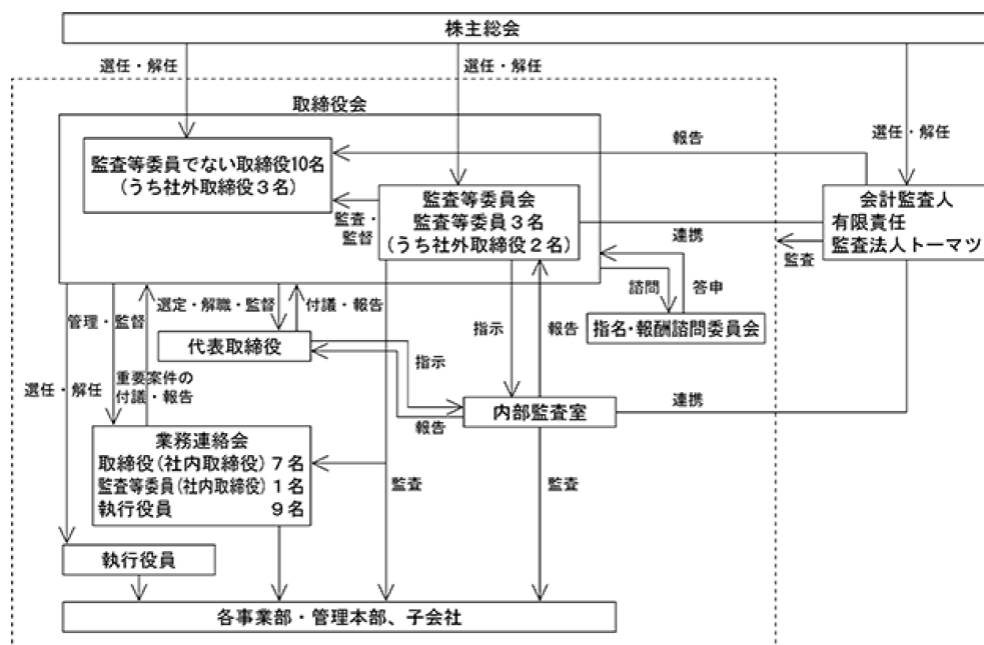 株主総会
選任・解任
選任・解任
選任・解任
取締役会
監査等委員でない取締役10名
(うち社外取締役3名)
報告
監査等委員会
監査等委員3名
(うち社外取締役2名)
監査・
監督
会計監査人
有限責任
監査法人トーマツ
連携
監査
諮問
答申
指名・報酬諮問委員会
管理・監督
選定・解職・監督
付議・報告
代表取締役
指示
指示
報告
選任・解任
重要案件の
付議・報告
報告
内部監査室
連携
業務連絡会
取締役(社内取締役)7名
監査等委員(社内取締役)1名
執行役員 9名
監査
監査
執行役員
各事業部・管理本部、子会社